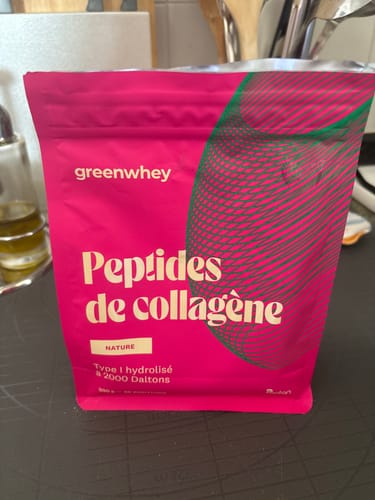 greenwhey
Peptides
de collagène
NATURE
Type I hydrolisé
à 2000 Daltons